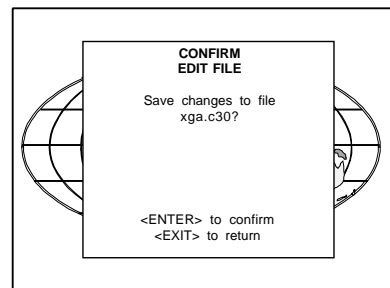 CONFIRM
EDIT FILE
Save changes to file
xga.c30?
<ENTER> to confirm
<EXIT> to return